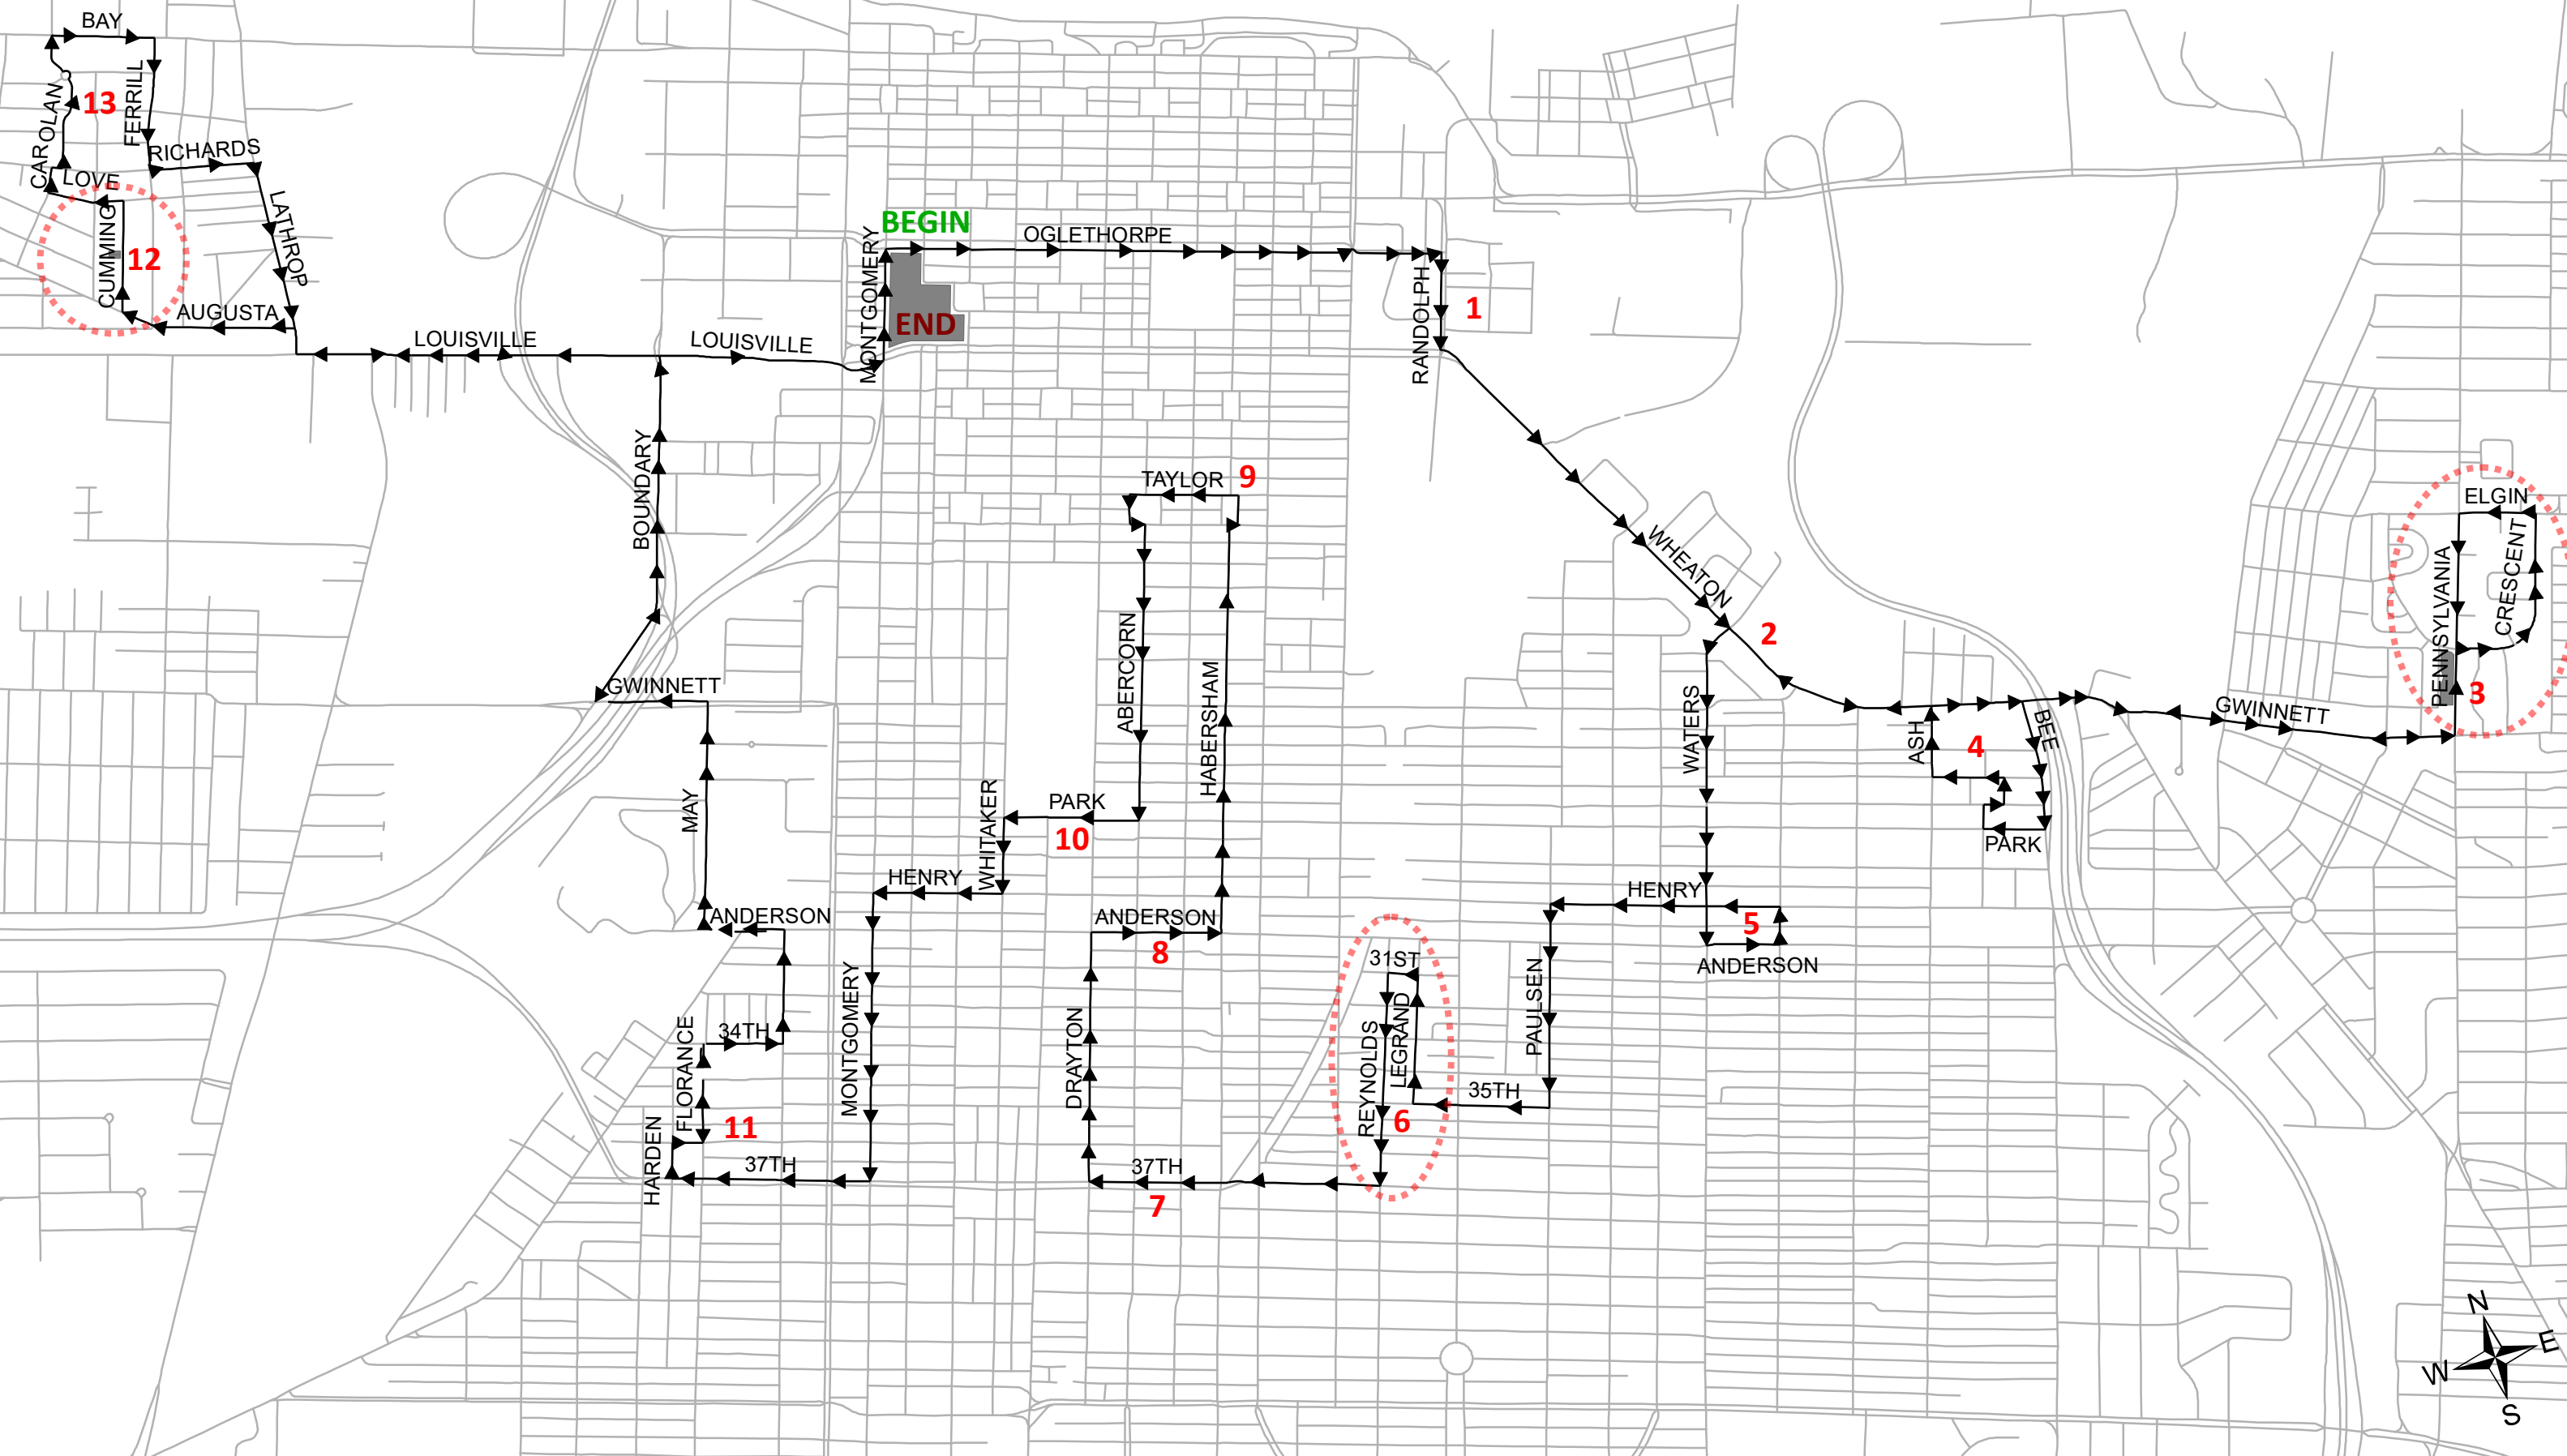 BAY
CAROLAN
13
FERRILL
RICHARDS
LOVE
LATHROP
CUMMING
12
AUGUSTA
LOUISVILLE
LOUISVILLE
MONTGOMERY
BEGIN
END
OGLETHORPE
RANDOLPH
1
WHEATON
2
BOUNDARY
GWINNETT
TAYLOR
9
ABERCORN
HABERSHAM
WATERS
ASH
4
BEE
PARK
GWINNETT
PENNSYLVANIA
CRESCENT
ELGIN
3
MAY
WHITAKER
PARK
10
HENRY
ANDERSON
HENRY
5
ANDERSON
ANDERSON
8
31ST
REYNOLDS
LEGRAND
6
PAULSEN
35TH
34TH
FLORANCE
MONTGOMERY
DRAYTON
HARDEN
11
37TH
37TH
7
N
E
W
S